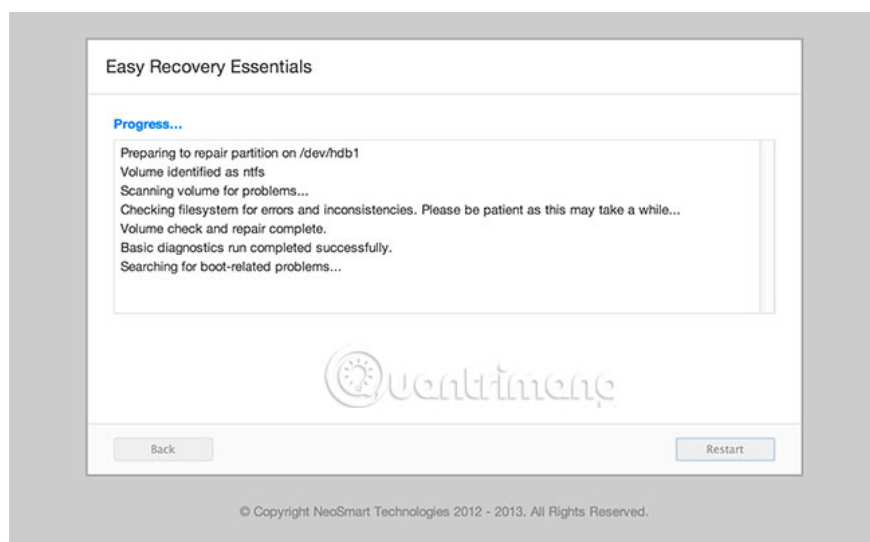 Easy Recovery Essentials
Progress...
Preparing to repair partition on /dev/hdb1
Volume identified as ntfs
Scanning volume for problems...
Checking filesystem for errors and inconsistencies. Please be patient as this may take a while...
Volume check and repair complete.
Basic diagnostics run completed successfully.
Searching for boot-related problems...
Quantrimang
Back
Restart
© Copyright NeoSmart Technologies 2012 - 2013. All Rights Reserved.